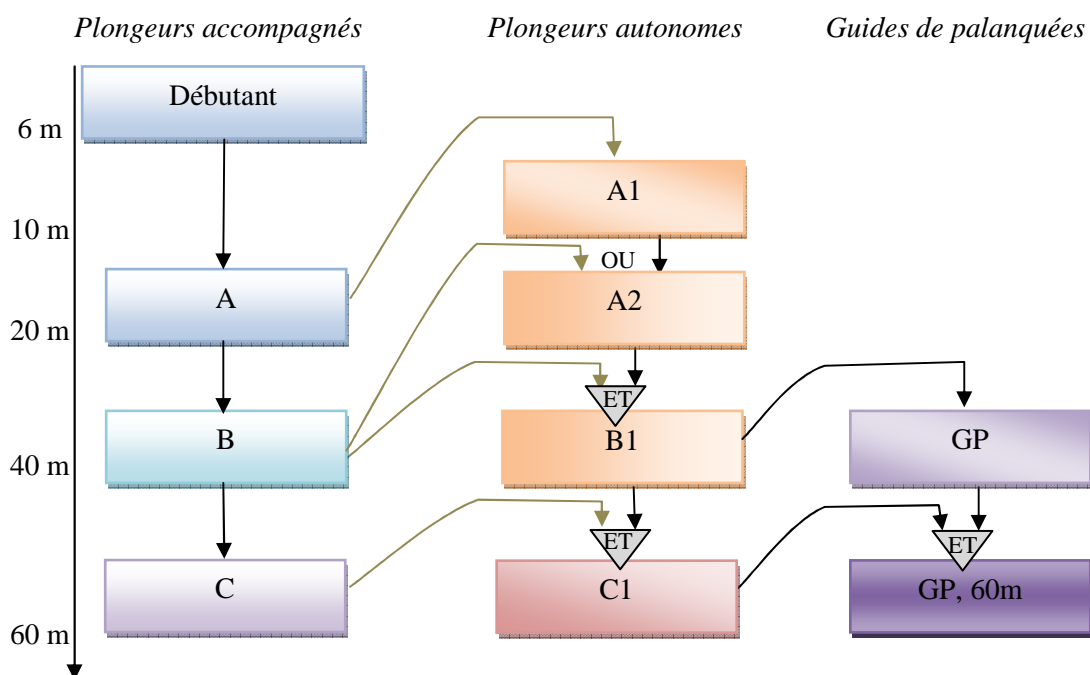 Plongeurs accompagnés Plongeurs autonomes Guides de palanquées
Débutant
6 m
A1
10 m
OU
A
A2
20 m
ET
B
B1
GP
40 m
ET
ET
C
C1
GP, 60m
60 m